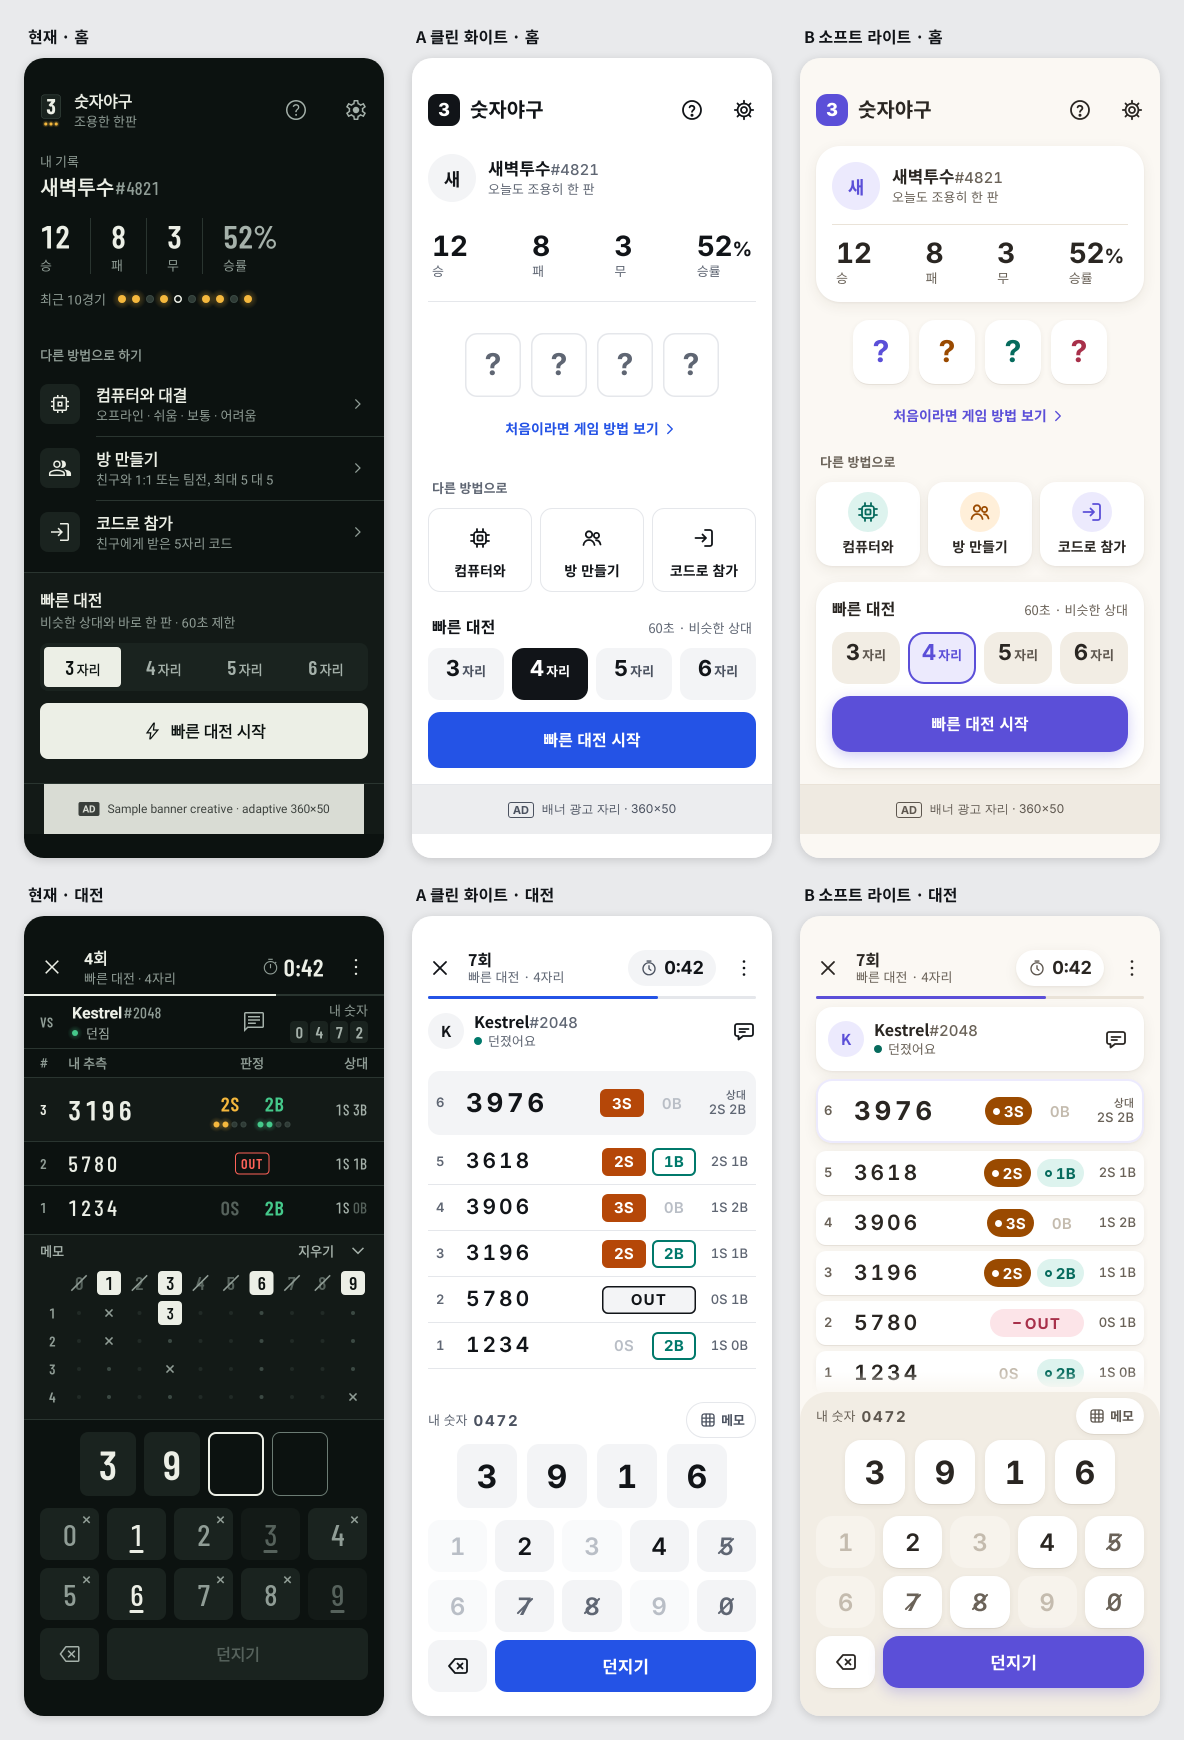 현재 · 홈
3 숫자야구
조용한 한판
내 기록
새벽투수#4821
12 8 3 52%
승 패 무 승률
최근 10경기
다른 방법으로 하기
컴퓨터와 대결
오프라인 · 쉬움 · 보통 · 어려움
방 만들기
친구와 1:1 또는 팀전, 최대 5 대 5
코드로 참가
친구에게 받은 5자리 코드
빠른 대전
비슷한 상대와 바로 한 판 · 60초 제한
3자리 4자리 5자리 6자리
빠른 대전 시작
AD Sample banner creative · adaptive 360×50
A 클린 화이트 · 홈
3 숫자야구
새 새벽투수#4821
오늘도 조용히 한 판
12 8 3 52%
승 패 무 승률
? ? ? ?
처음이라면 게임 방법 보기
다른 방법으로
컴퓨터와 방 만들기 코드로 참가
빠른 대전 60초 · 비슷한 상대
3자리 4자리 5자리 6자리
빠른 대전 시작
AD 배너 광고 자리 · 360×50
B 소프트 라이트 · 홈
3 숫자야구
새 새벽투수#4821
오늘도 조용히 한 판
12 8 3 52%
승 패 무 승률
? ? ? ?
처음이라면 게임 방법 보기
다른 방법으로
컴퓨터와 방 만들기 코드로 참가
빠른 대전 60초 · 비슷한 상대
3자리 4자리 5자리 6자리
빠른 대전 시작
AD 배너 광고 자리 · 360×50
현재 · 대전
4회
빠른 대전 · 4자리
0:42
VS Kestrel#2048
던짐
내 숫자
0 4 7 2
# 내 추측 판정 상대
3 3196 2S 2B 1S 3B
2 5780 OUT 1S 1B
1 1234 0S 2B 1S 0B
메모 지우기
0 1 2 3 4 5 6 7 8 9
1 × 3
2 ×
3 ×
4 ×
3 9
0 × 1 2 × 3 4 ×
5 × 6 7 × 8 × 9
던지기
A 클린 화이트 · 대전
7회
빠른 대전 · 4자리
0:42
K Kestrel#2048
던졌어요
상대
6 3976 3S 0B 2S 2B
5 3618 2S 1B 2S 1B
4 3906 3S 0B 1S 2B
3 3196 2S 2B 1S 1B
2 5780 OUT 0S 1B
1 1234 0S 2B 1S 0B
내 숫자 0472 메모
3 9 1 6
1 2 3 4 5
6 7 8 9 0
던지기
B 소프트 라이트 · 대전
7회
빠른 대전 · 4자리
0:42
K Kestrel#2048
던졌어요
상대
6 3976 3S 0B 2S 2B
5 3618 2S 1B 2S 1B
4 3906 3S 0B 1S 2B
3 3196 2S 2B 1S 1B
2 5780 OUT 0S 1B
1 1234 0S 2B 1S 0B
내 숫자 0472 메모
3 9 1 6
1 2 3 4 5
6 7 8 9 0
던지기